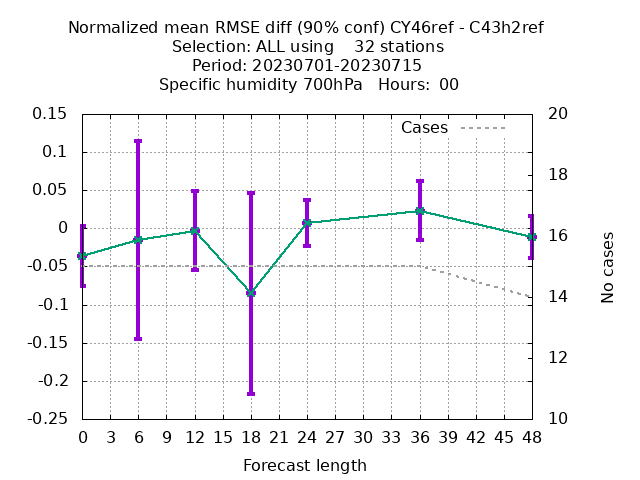 Normalized mean RMSE diff (90% conf) CY46ref - C43h2ref
Selection: ALL using    32 stations
Period: 20230701-20230715
Specific humidity 700hPa   Hours:  00
Cases
0.15
0.1
0.05
0
-0.05
-0.1
-0.15
-0.2
-0.25
20
18
16
14
12
10
No cases
0 3 6 9 12 15 18 21 24 27 30 33 36 39 42 45 48
Forecast length